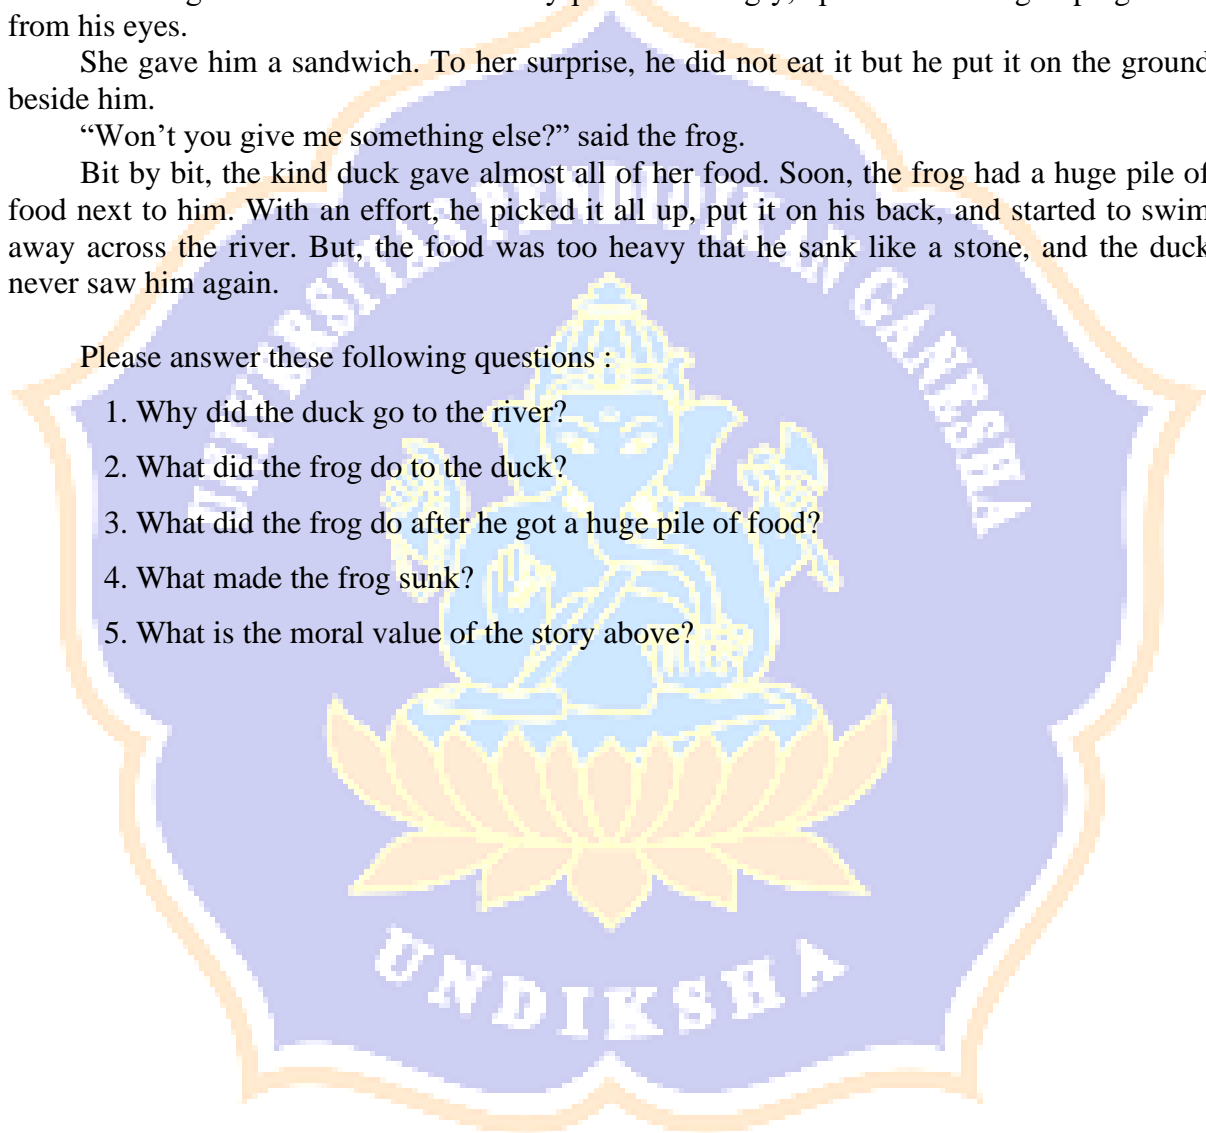 from his eyes.
She gave him a sandwich. To her surprise, he did not eat it but he put it on the ground
beside him.
“Won’t you give me something else?” said the frog.
Bit by bit, the kind duck gave almost all of her food. Soon, the frog had a huge pile of
food next to him. With an effort, he picked it all up, put it on his back, and started to swim
away across the river. But, the food was too heavy that he sank like a stone, and the duck
never saw him again.
Please answer these following questions :
1. Why did the duck go to the river?
2. What did the frog do to the duck?
3. What did the frog do after he got a huge pile of food?
4. What made the frog sunk?
5. What is the moral value of the story above?
UNIVERSITAS PENDIDIKAN GANESHA
UNDIKSHA